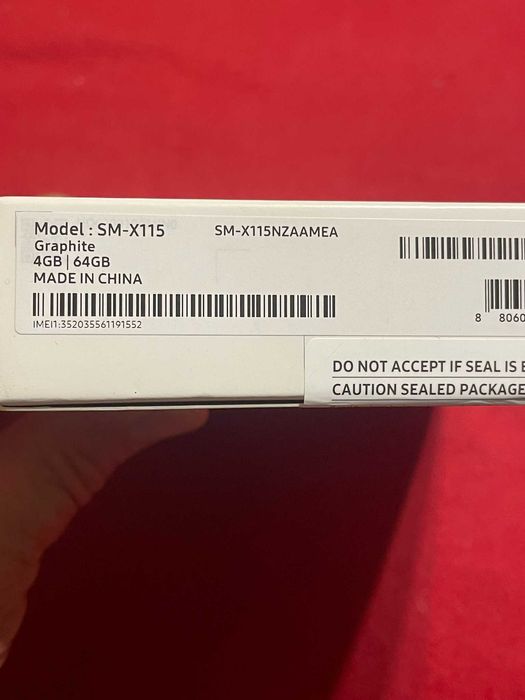 Model : SM-X115
SM-X115NZAAMEA
Graphite
4GB | 64GB
MADE IN CHINA
IMEI1:352035561191552
8 8060
DO NOT ACCEPT IF SEAL IS
CAUTION SEALED PACKAGE